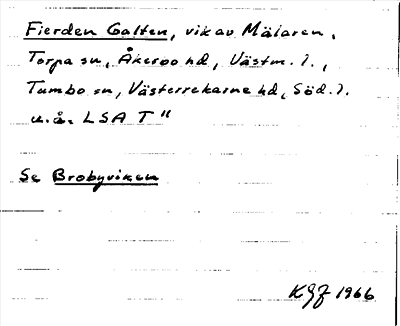 Fierden Galten, vik av Mälaren,
Torpa sn, Åkerbo hd, Västm. l.,
Tumbo sn, Västerrekarne hd, Söd. l.
u.å. LSA T"
Se Brobyviken
KGJ 1966